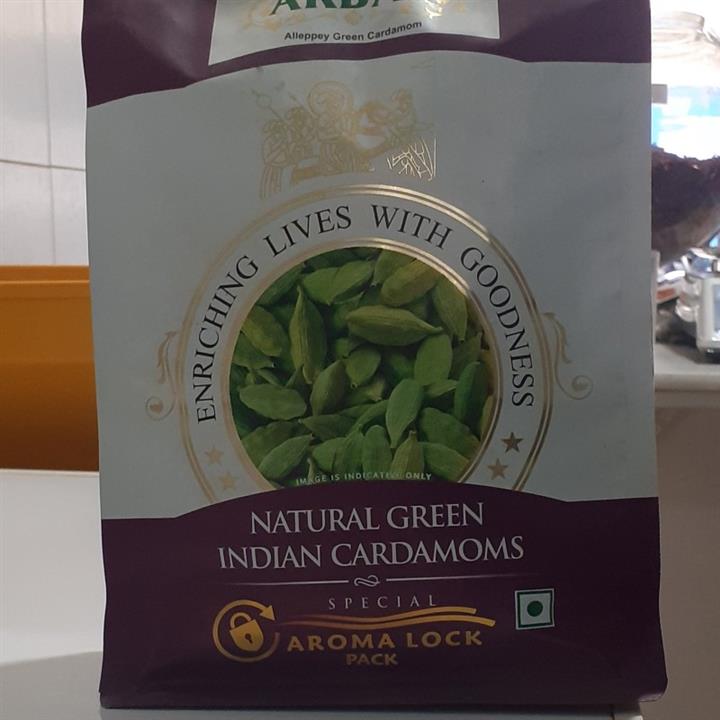 Alleppey Green Cardamom
ENRICHING LIVES WITH GOODNESS
IMAGE IS INDICATIVE ONLY
NATURAL GREEN
INDIAN CARDAMOMS
SPECIAL
AROMA LOCK
PACK